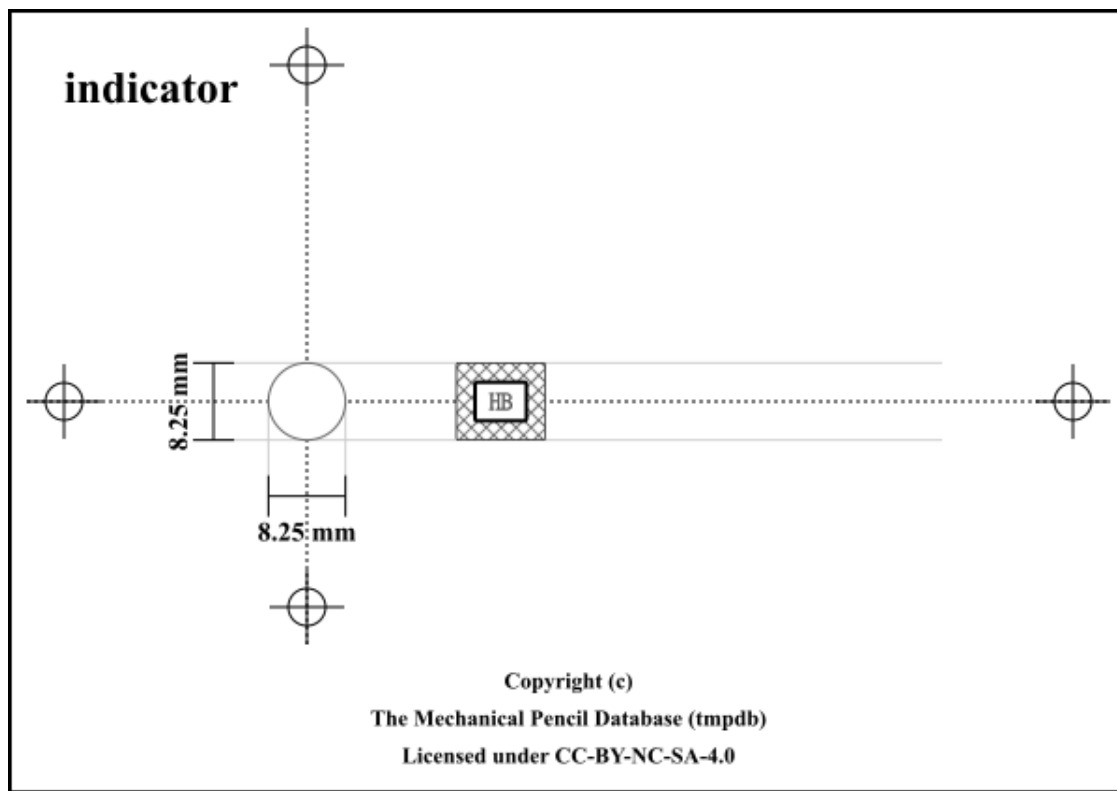 indicator
8.25 mm
HB
8.25 mm
Copyright (c)
The Mechanical Pencil Database (tmpdb)
Licensed under CC-BY-NC-SA-4.0